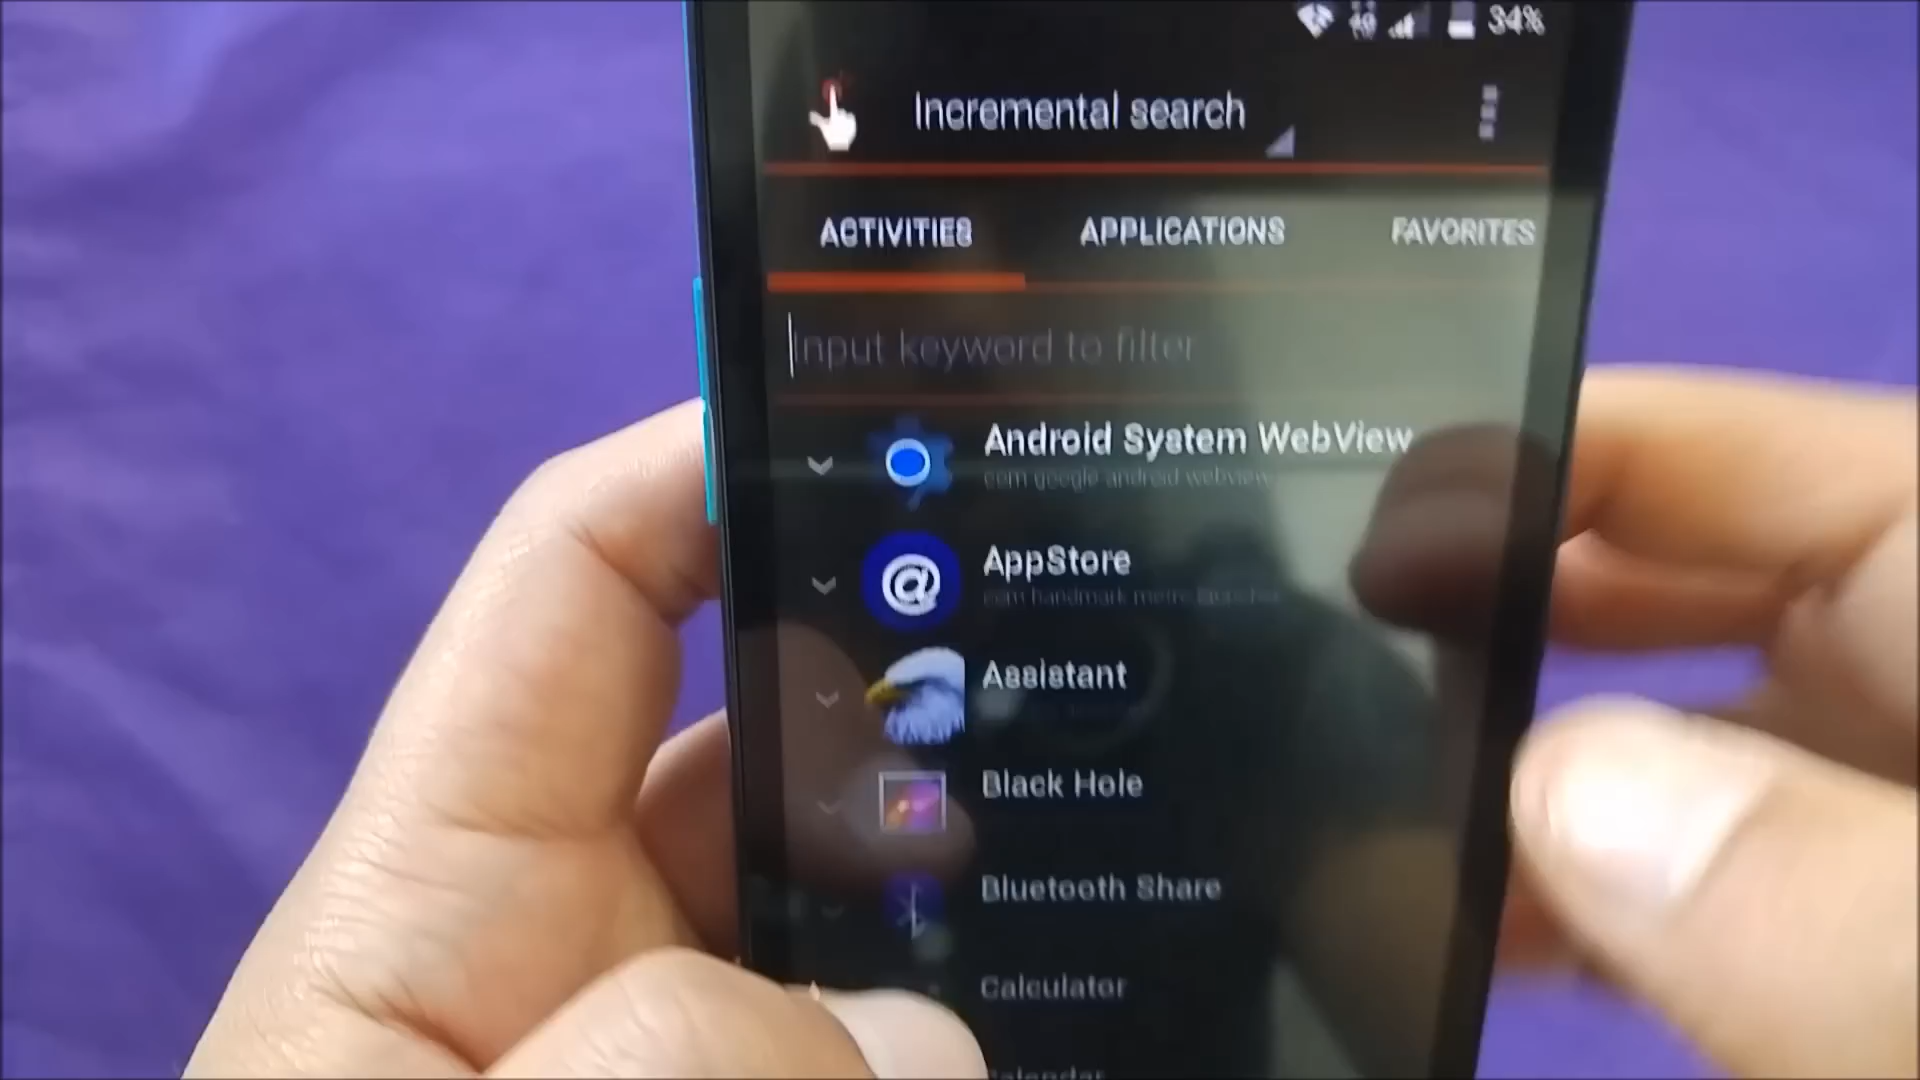 34%
Incremental search
ACTIVITIES APPLICATIONS FAVORITES
Input keyword to filter
Android System WebView
com google android webview
AppStore
@
Assistant
Black Hole
Bluetooth Share
Calculator
Calendar